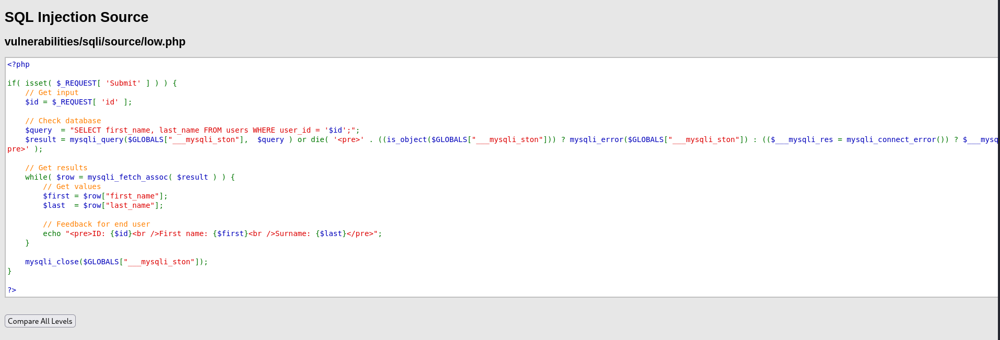 SQL Injection Source
vulnerabilities/sqli/source/low.php
<?php
if( isset( $_REQUEST[ 'Submit' ] ) ) {
    // Get input
    $id = $_REQUEST[ 'id' ];
    // Check database
    $query  = "SELECT first_name, last_name FROM users WHERE user_id = '$id';";
    $result = mysqli_query($GLOBALS["___mysqli_ston"],  $query ) or die( '<pre>' . ((is_object($GLOBALS["___mysqli_ston"])) ? mysqli_error($GLOBALS["___mysqli_ston"]) : (($___mysqli_res = mysqli_connect_error()) ? $___mysq
pre>' );
    // Get results
    while( $row = mysqli_fetch_assoc( $result ) ) {
        // Get values
        $first = $row["first_name"];
        $last  = $row["last_name"];
        // Feedback for end user
        echo "<pre>ID: {$id}<br />First name: {$first}<br />Surname: {$last}</pre>";
    }
    mysqli_close($GLOBALS["___mysqli_ston"]);
}
?>
Compare All Levels